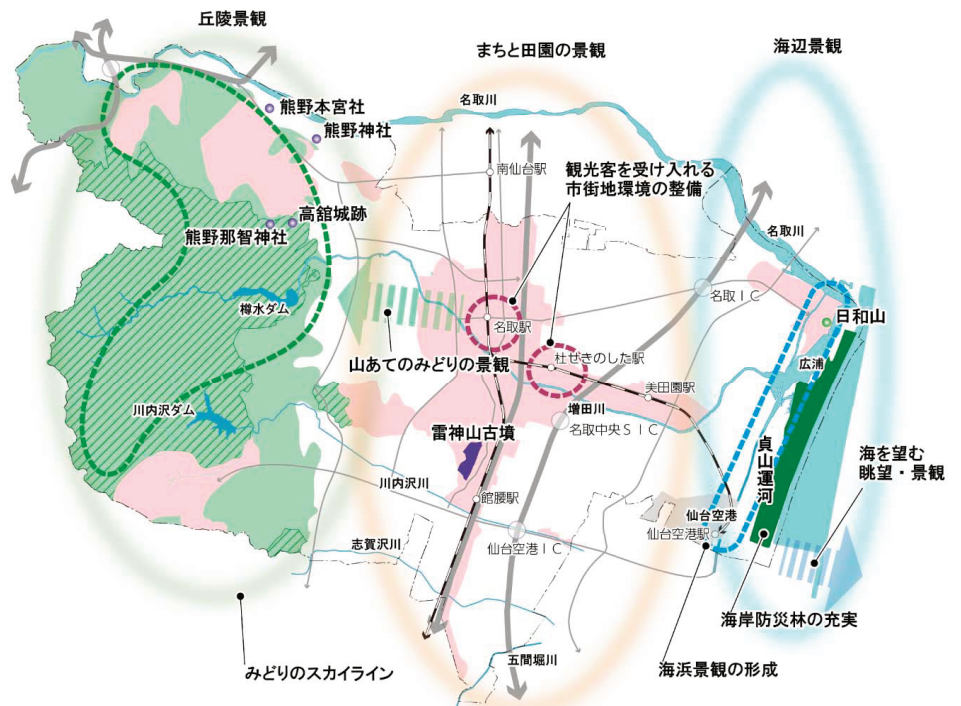 丘陵景観
まちと田園の景観
海辺景観
名取川
熊野本宮社
熊野神社
南仙台駅
観光客を受け入れる
市街地環境の整備
高舘城跡
熊野那智神社
名取川
樽水ダム
名取IC
名取駅
日和山
山あてのみどりの景観
杜せきのした駅
広浦
美田園駅
川内沢ダム
増田川
名取中央SIC
雷神山古墳
貞山運河
海を望む
眺望・景観
川内沢川
館腰駅
仙台空港
仙台空港駅
志賀沢川
仙台空港IC
海岸防災林の充実
みどりのスカイライン
五間堀川
海浜景観の形成